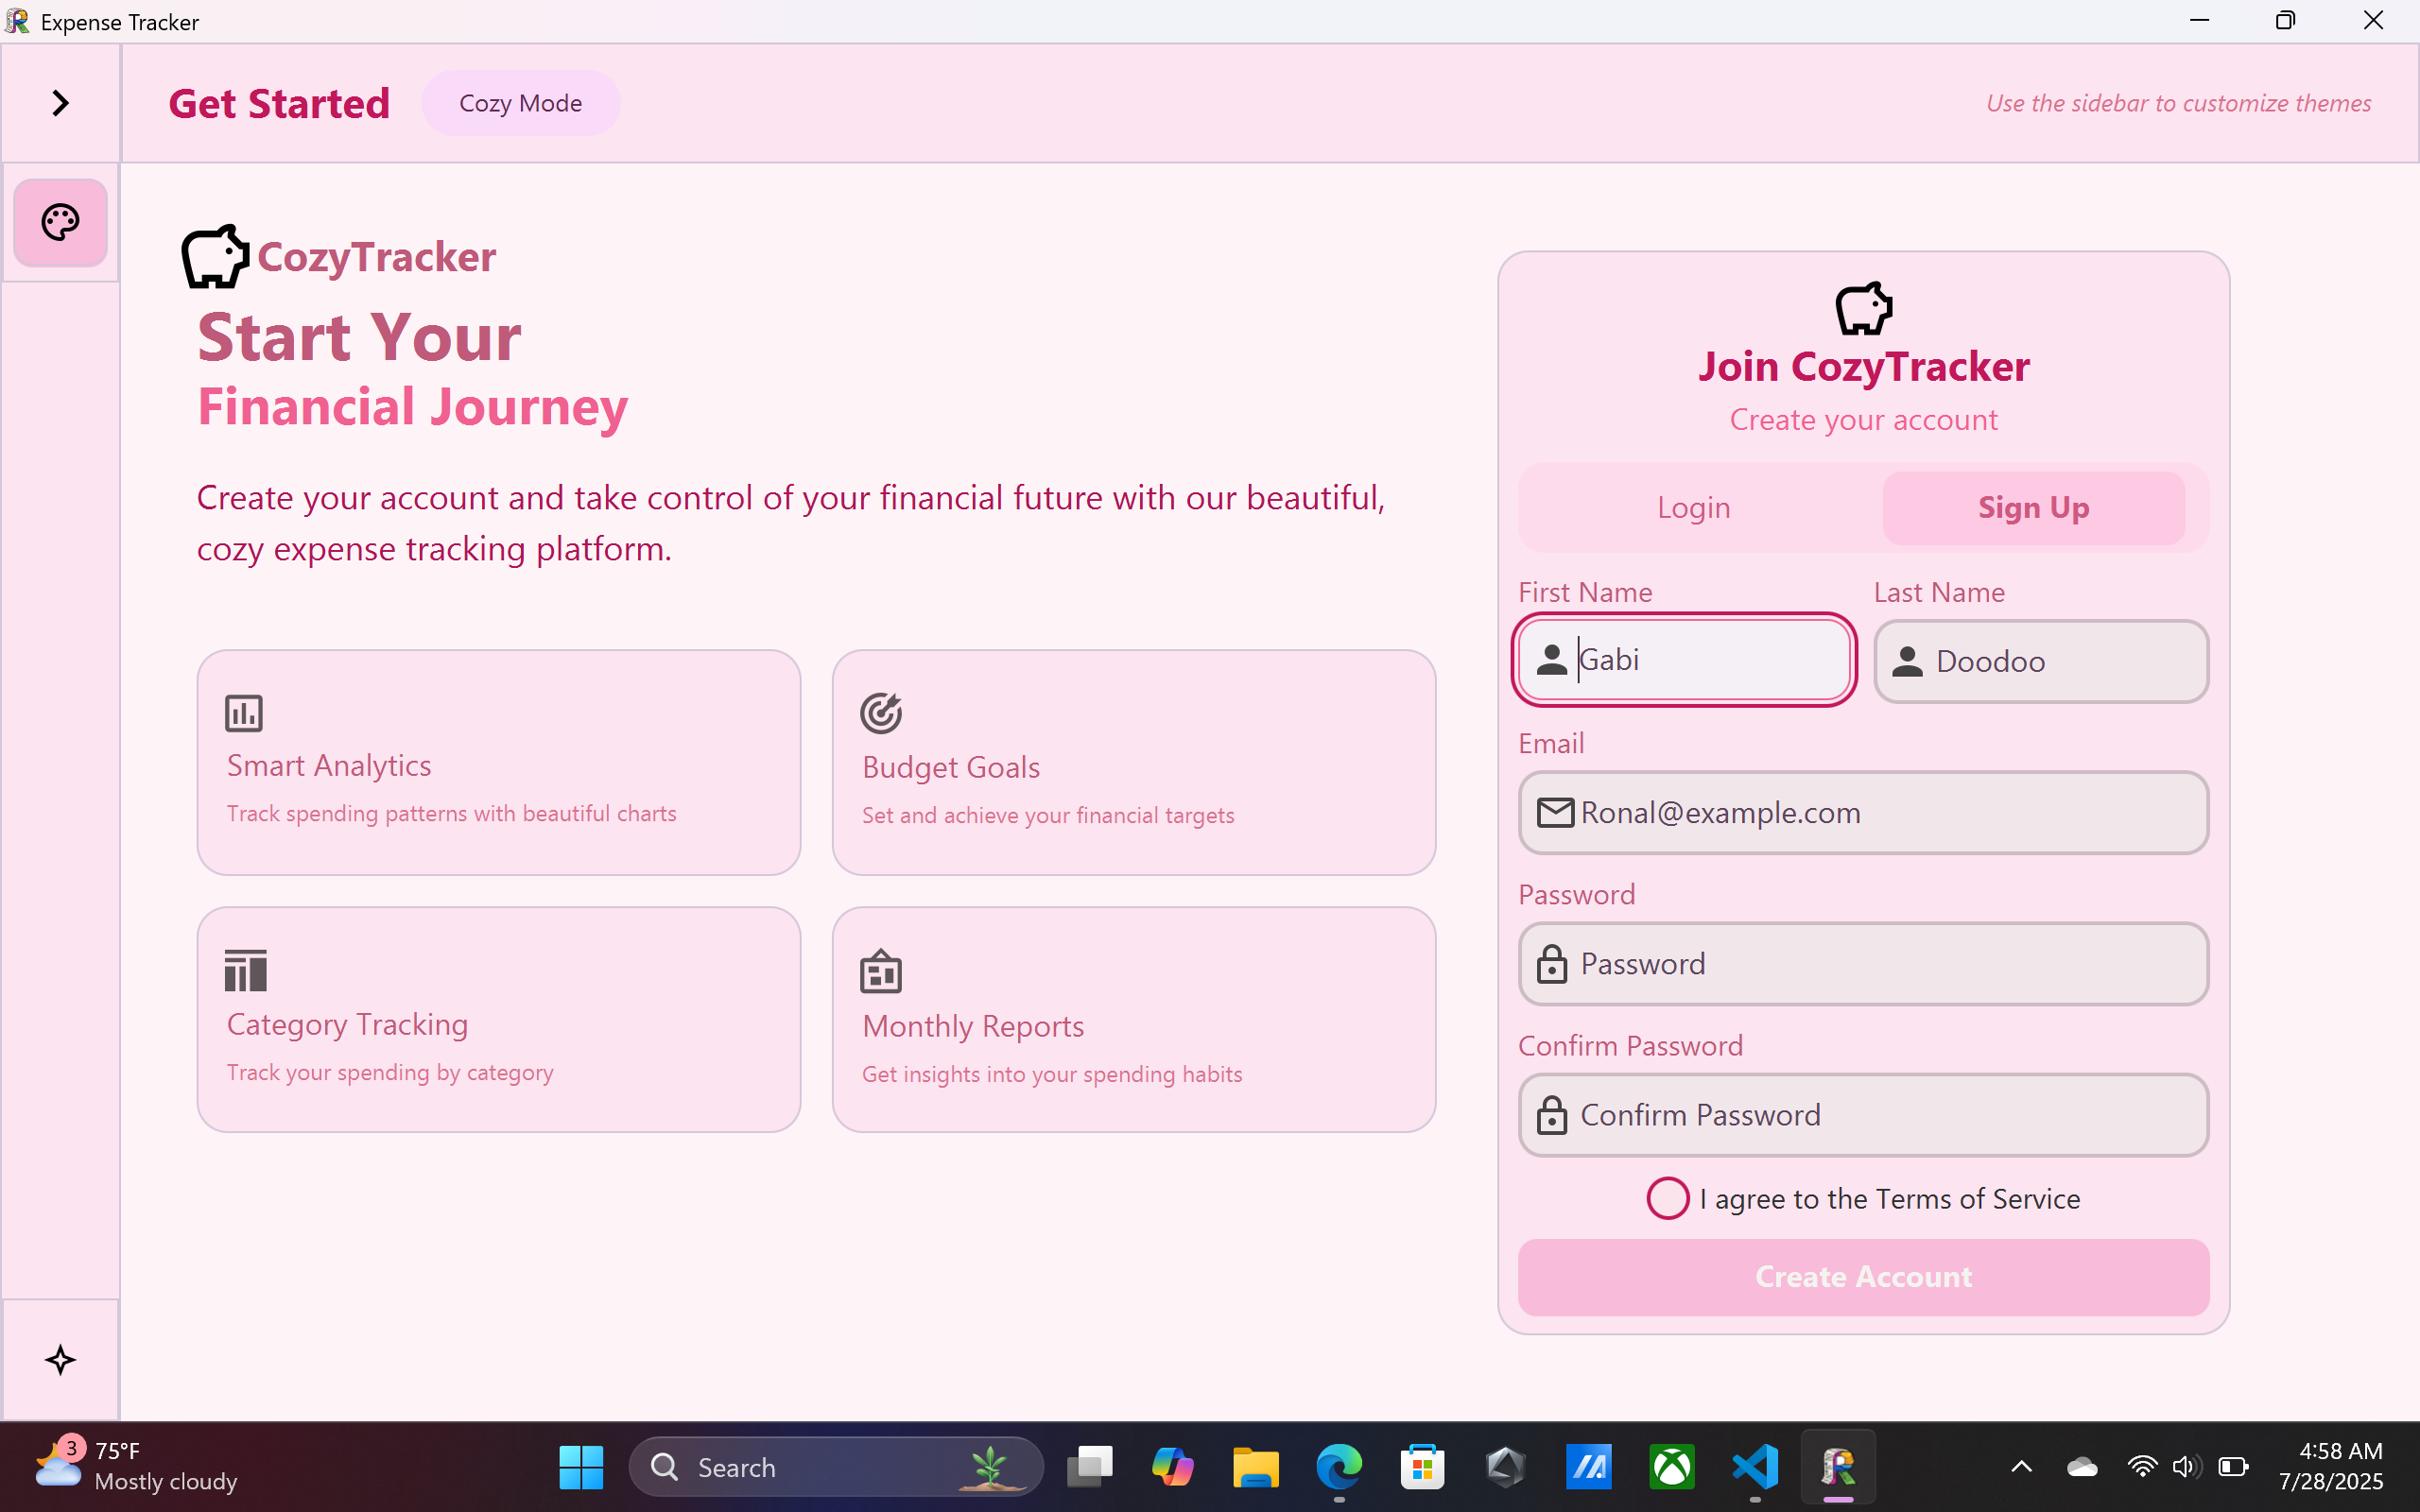 Expense Tracker
Get Started
Cozy Mode
Use the sidebar to customize themes
CozyTracker
Start Your
Financial Journey
Create your account and take control of your financial future with our beautiful,
cozy expense tracking platform.
Smart Analytics
Track spending patterns with beautiful charts
Budget Goals
Set and achieve your financial targets
Category Tracking
Track your spending by category
Monthly Reports
Get insights into your spending habits
Join CozyTracker
Create your account
Login
Sign Up
First Name
Last Name
Gabi
Doodoo
Email
Ronal@example.com
Password
Password
Confirm Password
Confirm Password
I agree to the Terms of Service
Create Account
3
75°F
Mostly cloudy
Search
4:58 AM
7/28/2025